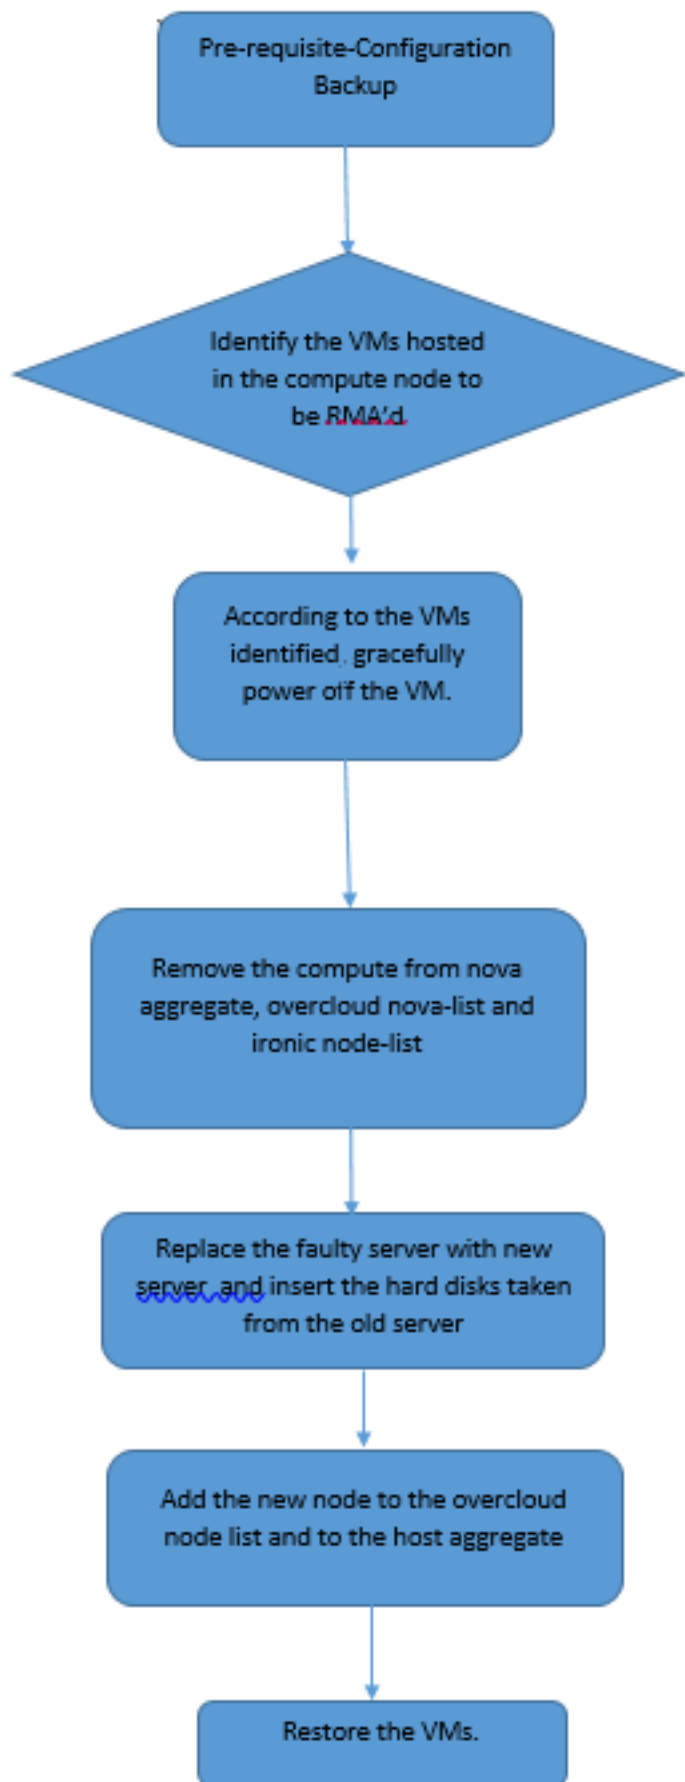 Pre-requisite-Configuration
Backup
Identify the VMs hosted
in the compute node to
be RMA'd
According to the VMs
identified, gracefully
power off the VM.
Remove the compute from nova
aggregate, overcloud nova-list and
ironic node-list
Replace the faulty server with new
server and insert the hard disks taken
from the old server
Add the new node to the overcloud
node list and to the host aggregate
Restore the VMs.